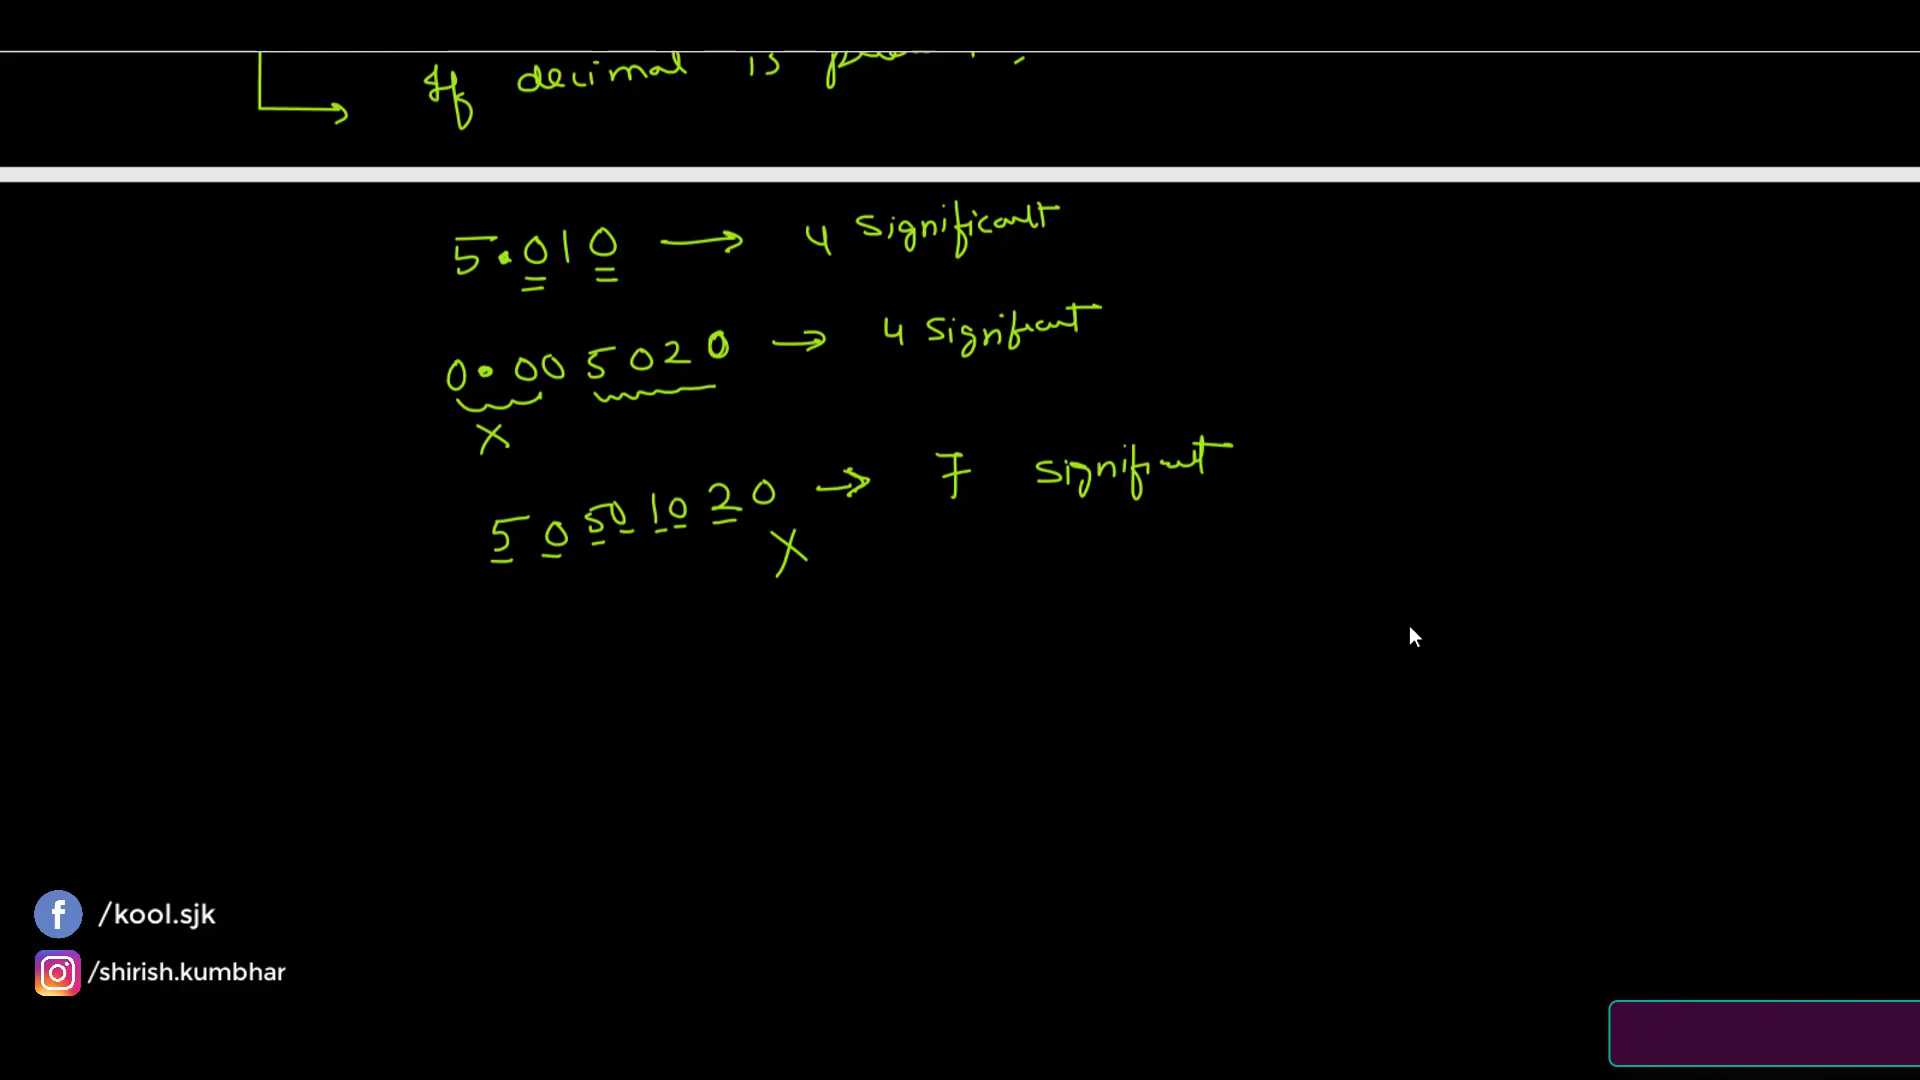 If decimal is
5.010 → 4 significant
0.005020 → 4 significant
X
50501020 → 7 significant
X
/kool.sjk
/shirish.kumbhar